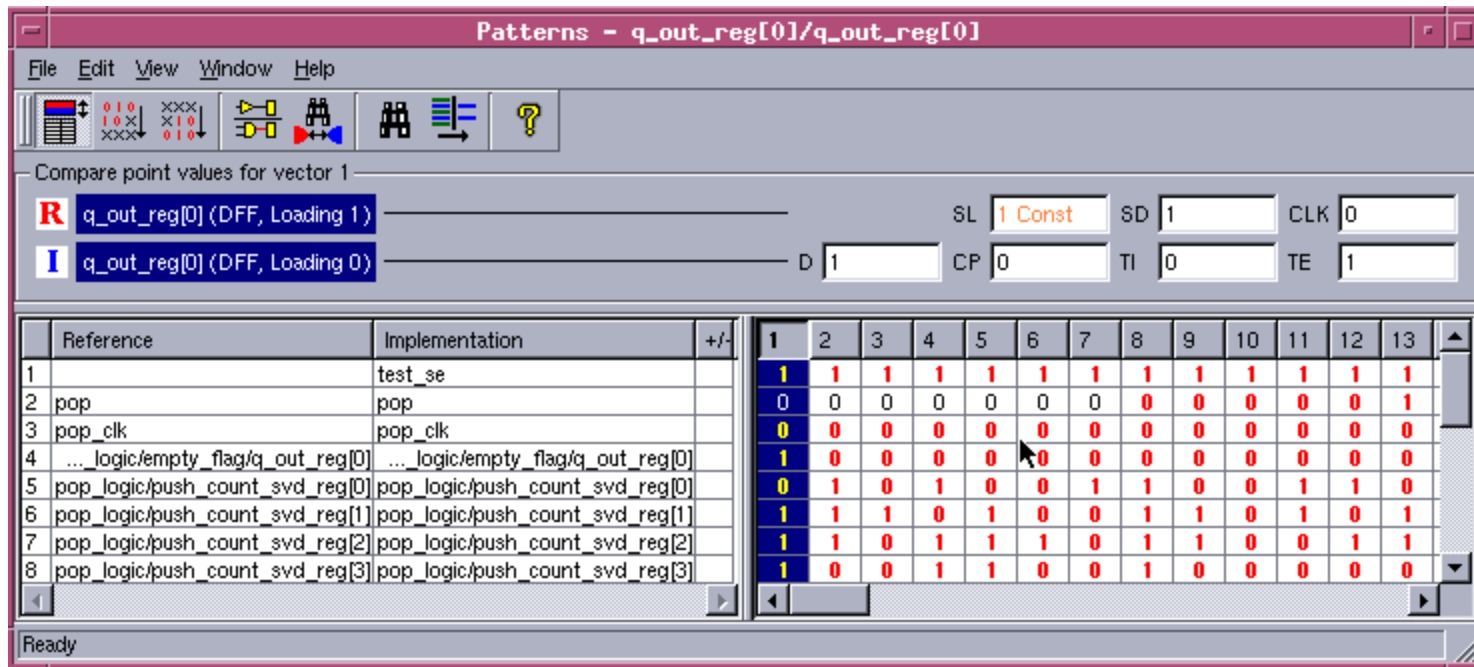 Patterns - q_out_reg[0]/q_out_reg[0]
File Edit View Window Help
Compare point values for vector 1
R q_out_reg[0] (DFF, Loading 1) SL 1 Const SD 1 CLK 0
I q_out_reg[0] (DFF, Loading 0) D 1 CP 0 TI 0 TE 1
Reference Implementation +/- 1 2 3 4 5 6 7 8 9 10 11 12 13
1 test_se 1 1 1 1 1 1 1 1 1 1 1 1 1
2 pop pop 0 0 0 0 0 0 0 0 0 0 0 0 1
3 pop_clk pop_clk 0 0 0 0 0 0 0 0 0 0 0 0 0
4 ..._logic/empty_flag/q_out_reg[0] ..._logic/empty_flag/q_out_reg[0] 1 0 0 0 0 0 0 0 0 0 0 0 0
5 pop_logic/push_count_svd_reg[0] pop_logic/push_count_svd_reg[0] 0 1 0 1 0 0 1 1 0 0 1 1 0
6 pop_logic/push_count_svd_reg[1] pop_logic/push_count_svd_reg[1] 1 1 1 0 1 0 0 1 1 0 1 0 1
7 pop_logic/push_count_svd_reg[2] pop_logic/push_count_svd_reg[2] 1 1 0 1 1 1 0 1 1 0 0 1 1
8 pop_logic/push_count_svd_reg[3] pop_logic/push_count_svd_reg[3] 1 0 0 1 1 0 0 1 0 0 0 0 0
Ready